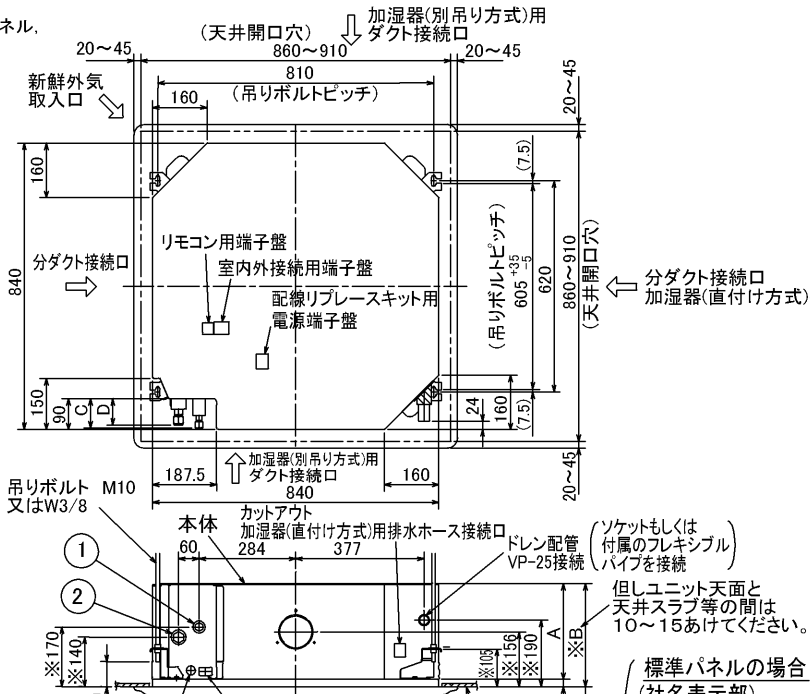 ネル,
(天井開口穴)
加湿器(別吊り方式)用
ダクト接続口
20～45
860～910
20～45
810
(吊りボルトピッチ)
新鮮外気
取入口
160
20～45
(7.5)
160
840
リモコン用端子盤
室内外接続用端子盤
配線リプレースキット用
電源端子盤
分ダクト接続口
(吊りボルトピッチ)
605 +35 -5
620
860～910
(天井開口穴)
分ダクト接続口
加湿器(直付け方式)
150
90
C
D
24
160
(7.5)
20～45
187.5
加湿器(別吊り方式)用
ダクト接続口
160
840
吊りボルト M10
又はW3/8
本体
カットアウト
加湿器(直付け方式)用排水ホース接続口
ドレン配管
VP-25接続
(ソケットもしくは
付属のフレキシブル
パイプを接続)
1
60
284
377
2
但しユニット天面と
天井スラブ等の間は
10～15あけてください。
※170
※140
※105
※156
※190
A
※B
標準パネルの場合
(社名表示部)